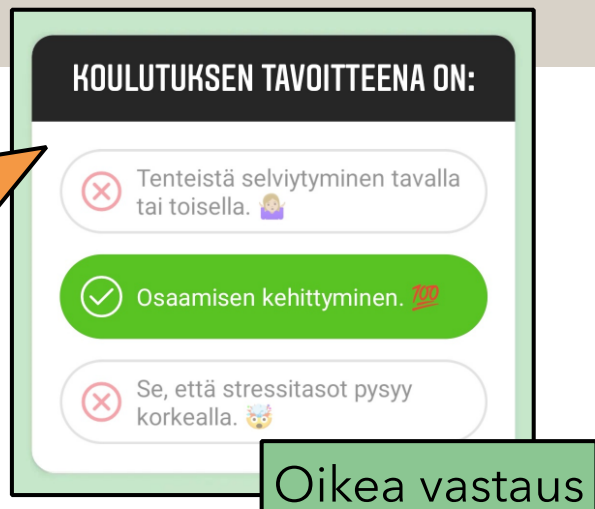 KOULUTUKSEN TAVOITTEENA ON:
Tenteistä selviytyminen tavalla
tai toisella. 🤷🏼‍♀️
Osaamisen kehittyminen. 💯
Se, että stressitasot pysyy
korkealla. 🤯
Oikea vastaus